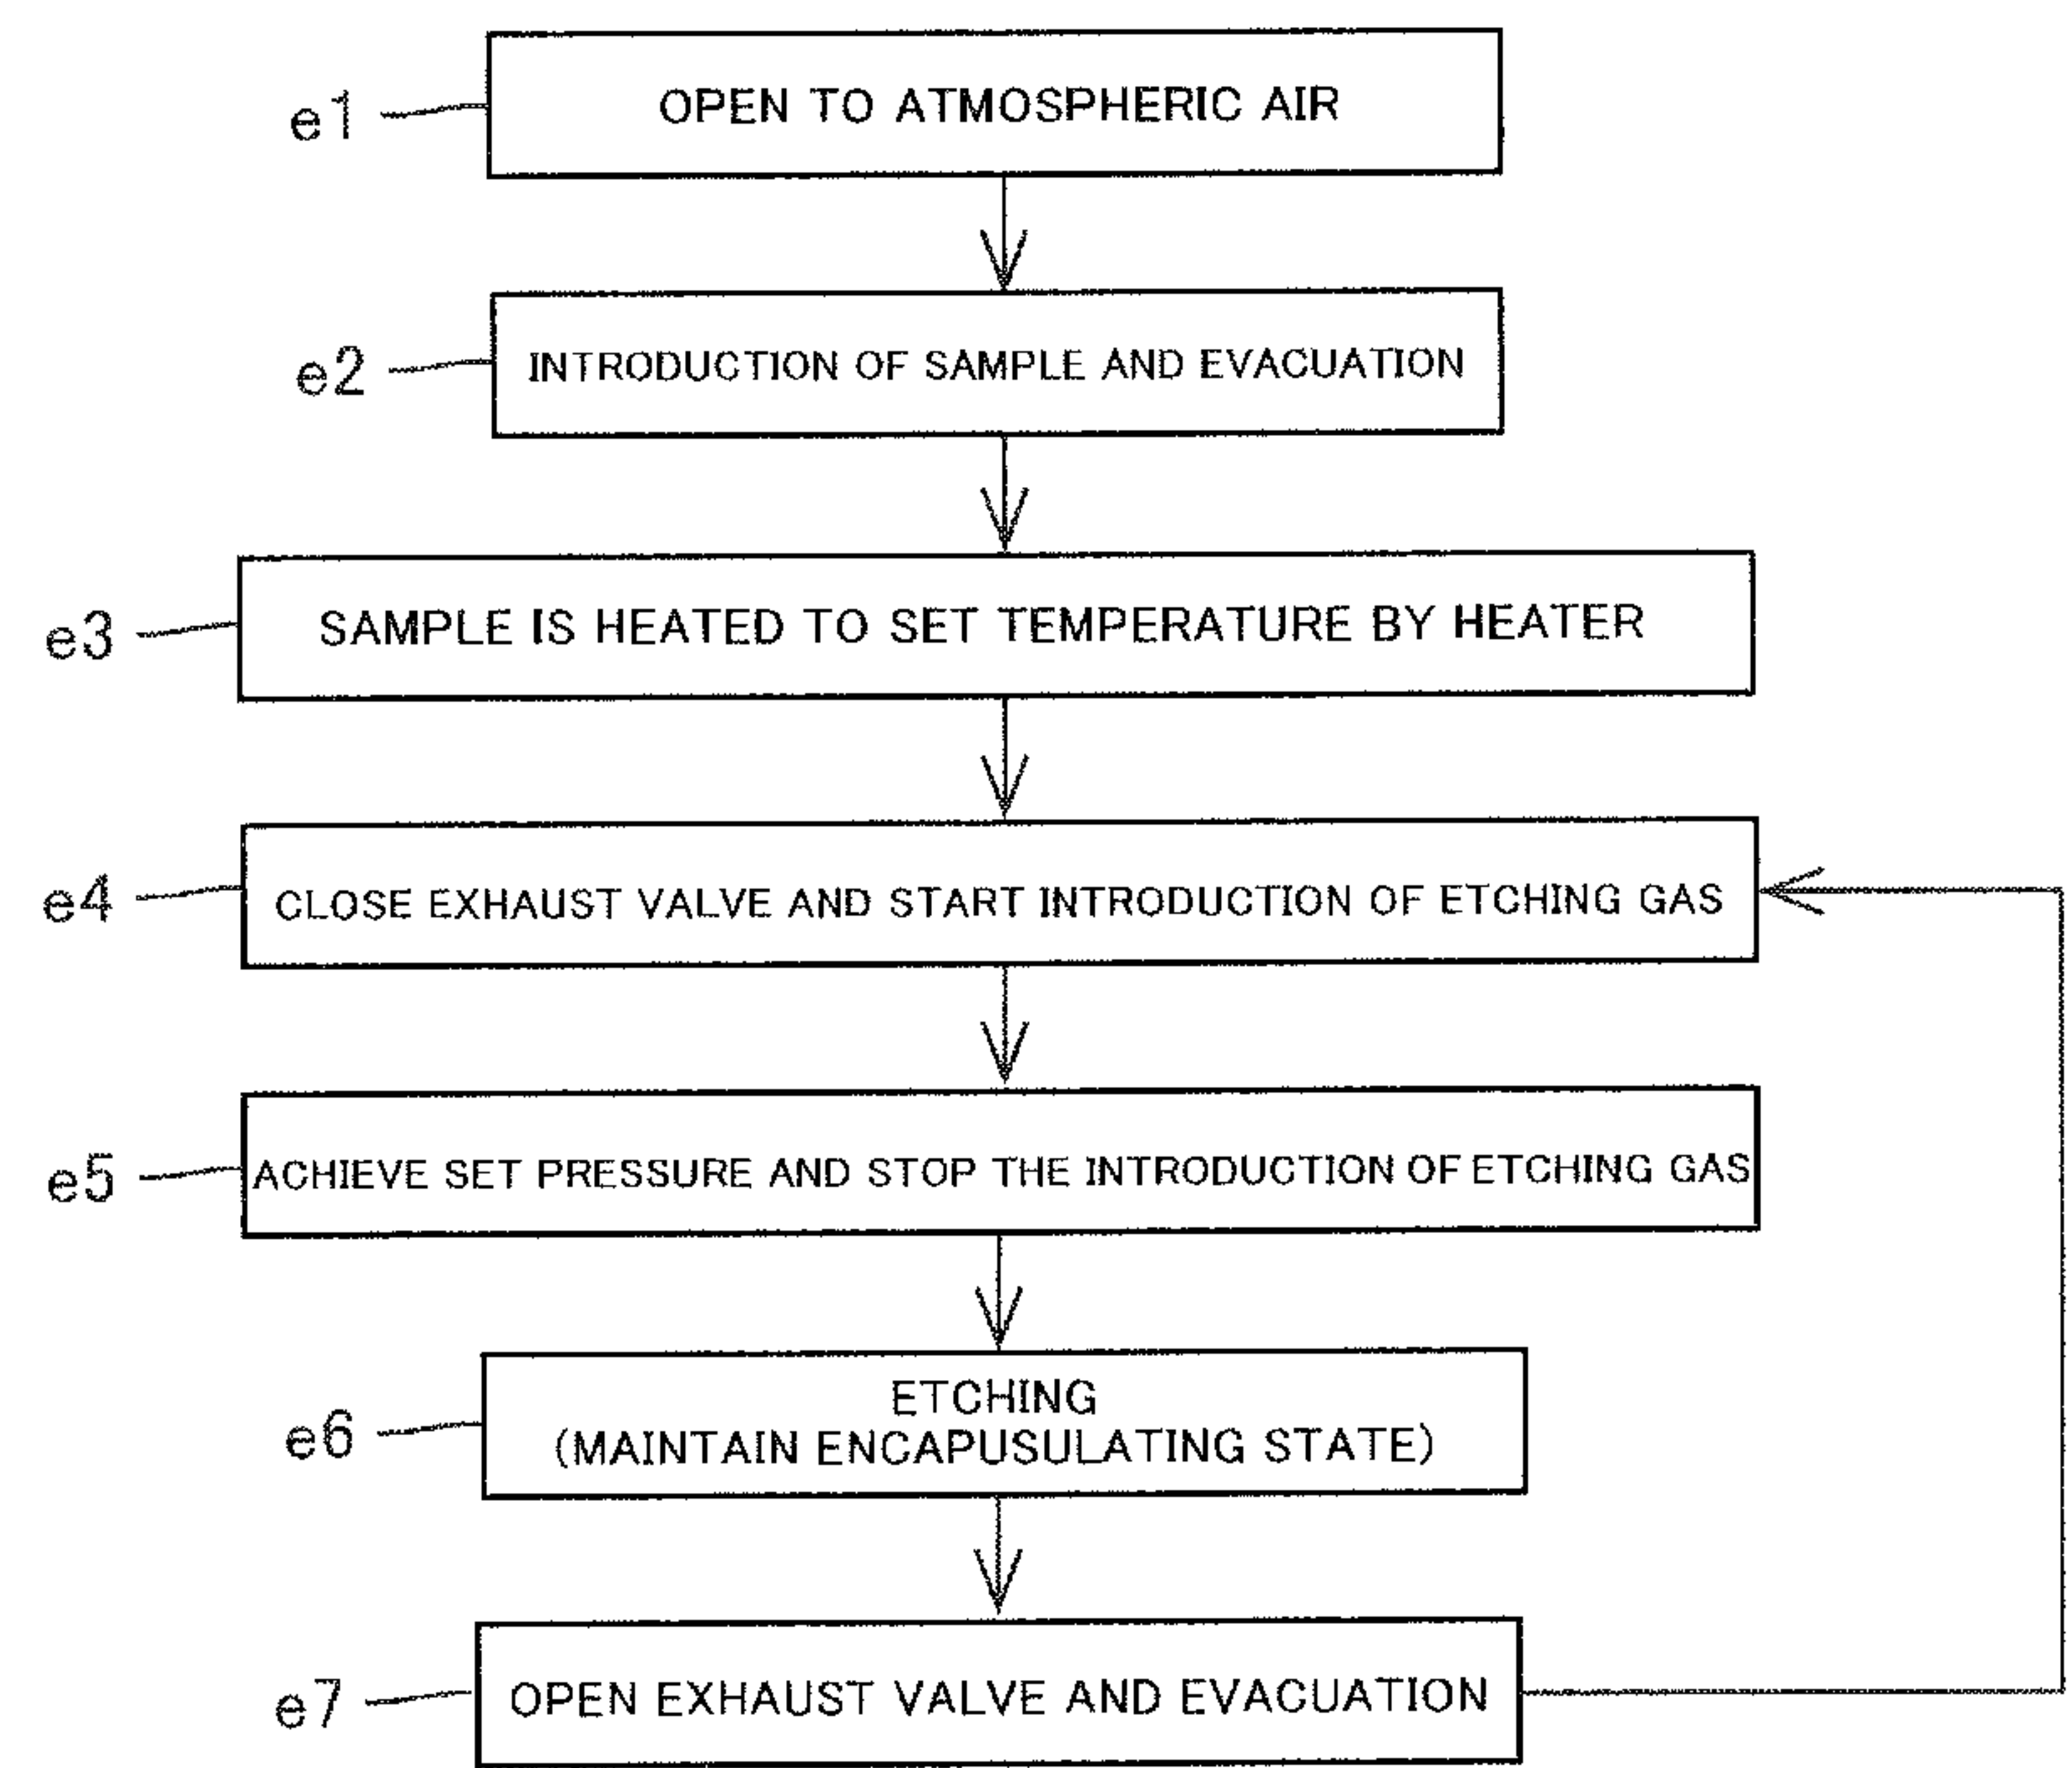 e1
OPEN TO ATMOSPHERIC AIR
e2
INTRODUCTION OF SAMPLE AND EVACUATION
e3
SAMPLE IS HEATED TO SET TEMPERATURE BY HEATER
e4
CLOSE EXHAUST VALVE AND START INTRODUCTION OF ETCHING GAS
e5
ACHIEVE SET PRESSURE AND STOP THE INTRODUCTION OF ETCHING GAS
e6
ETCHING
(MAINTAIN ENCAPUSULATING STATE)
e7
OPEN EXHAUST VALVE AND EVACUATION